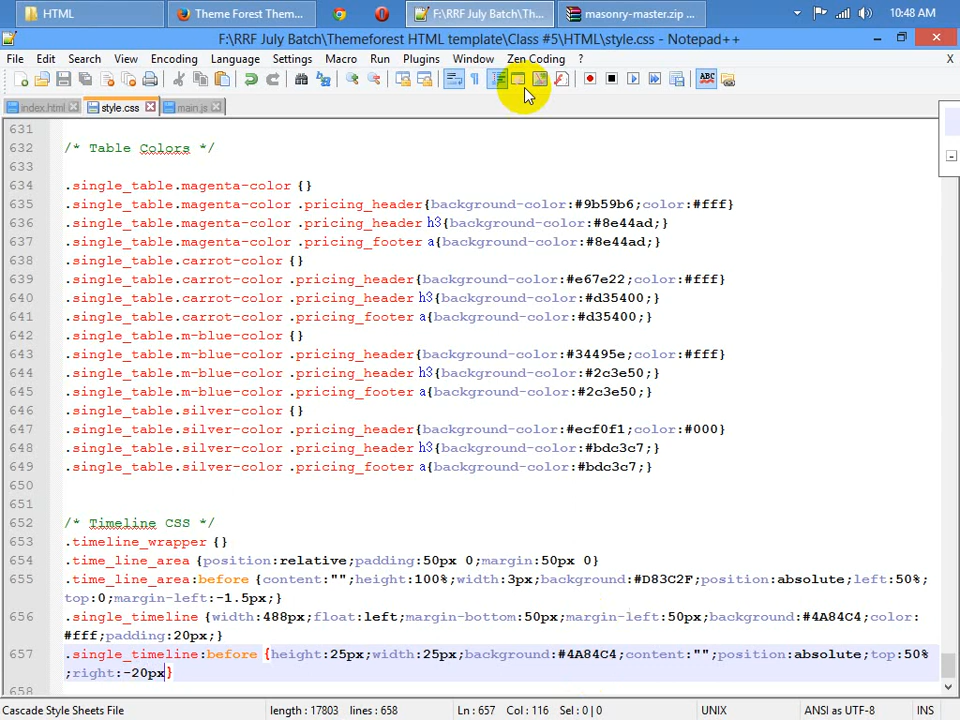 HTML
Theme Forest Them...
F:\RRF July Batch\Th...
masonry-master.zip ...
10:48 AM
F:\RRF July Batch\Themeforest HTML template\Class #5\HTML\style.css - Notepad++
File Edit Search View Encoding Language Settings Macro Run Plugins Window Zen Coding ? X
index.html style.css main.js
631
632 /* Table Colors */
633
634 .single_table.magenta-color {}
635 .single_table.magenta-color .pricing_header{background-color:#9b59b6;color:#fff}
636 .single_table.magenta-color .pricing_header h3{background-color:#8e44ad;}
637 .single_table.magenta-color .pricing_footer a{background-color:#8e44ad;}
638 .single_table.carrot-color {}
639 .single_table.carrot-color .pricing_header{background-color:#e67e22;color:#fff}
640 .single_table.carrot-color .pricing_header h3{background-color:#d35400;}
641 .single_table.carrot-color .pricing_footer a{background-color:#d35400;}
642 .single_table.m-blue-color {}
643 .single_table.m-blue-color .pricing_header{background-color:#34495e;color:#fff}
644 .single_table.m-blue-color .pricing_header h3{background-color:#2c3e50;}
645 .single_table.m-blue-color .pricing_footer a{background-color:#2c3e50;}
646 .single_table.silver-color {}
647 .single_table.silver-color .pricing_header{background-color:#ecf0f1;color:#000}
648 .single_table.silver-color .pricing_header h3{background-color:#bdc3c7;}
649 .single_table.silver-color .pricing_footer a{background-color:#bdc3c7;}
650
651
652 /* Timeline CSS */
653 .timeline_wrapper {}
654 .time_line_area {position:relative;padding:50px 0;margin:50px 0}
655 .time_line_area:before {content:"";height:100%;width:3px;background:#D83C2F;position:absolute;left:50%;
top:0;margin-left:-1.5px;}
656 .single_timeline {width:488px;float:left;margin-bottom:50px;margin-left:50px;background:#4A84C4;color:
#fff;padding:20px;}
657 .single_timeline:before {height:25px;width:25px;background:#4A84C4;content:"";position:absolute;top:50%
;right:-20px}
658
Cascade Style Sheets File length : 17803 lines : 658 Ln : 657 Col : 116 Sel : 0 | 0 UNIX ANSI as UTF-8 INS